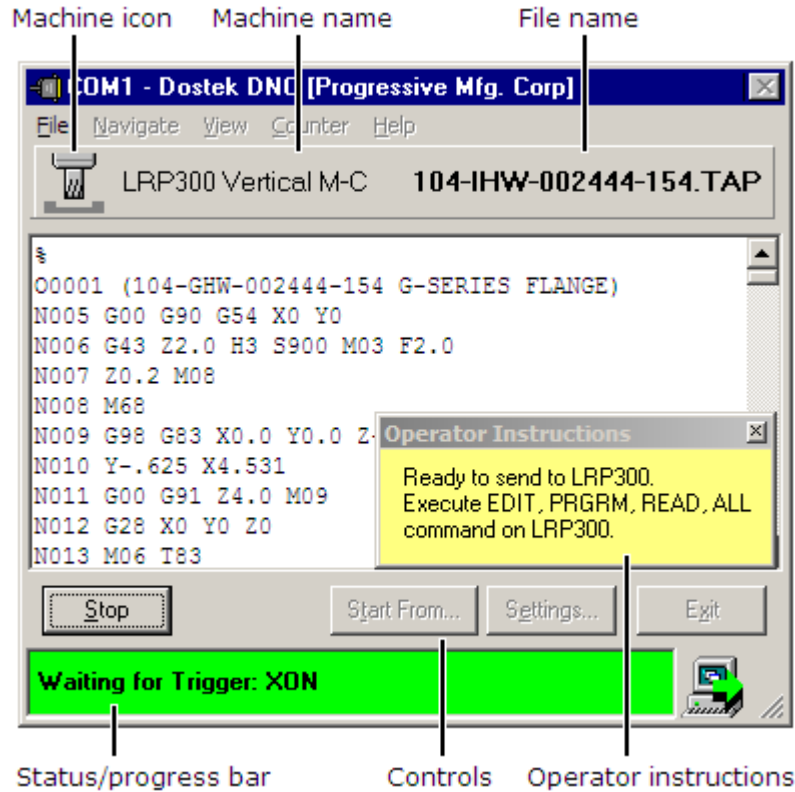 Machine icon Machine name File name
COM1 - Dostek DNC [Progressive Mfg. Corp]
File Navigate View Counter Help
LRP300 Vertical M-C 104-IHW-002444-154.TAP
%
O0001 (104-GHW-002444-154 G-SERIES FLANGE)
N005 G00 G90 G54 X0 Y0
N006 G43 Z2.0 H3 S900 M03 F2.0
N007 Z0.2 M08
N008 M68
N009 G98 G83 X0.0 Y0.0 Z-
N010 Y-.625 X4.531
N011 G00 G91 Z4.0 M09
N012 G28 X0 Y0 Z0
N013 M06 T83
Operator Instructions
Ready to send to LRP300.
Execute EDIT, PRGRM, READ, ALL
command on LRP300.
Stop Start From... Settings... Exit
Waiting for Trigger: XON
Status/progress bar Controls Operator instructions